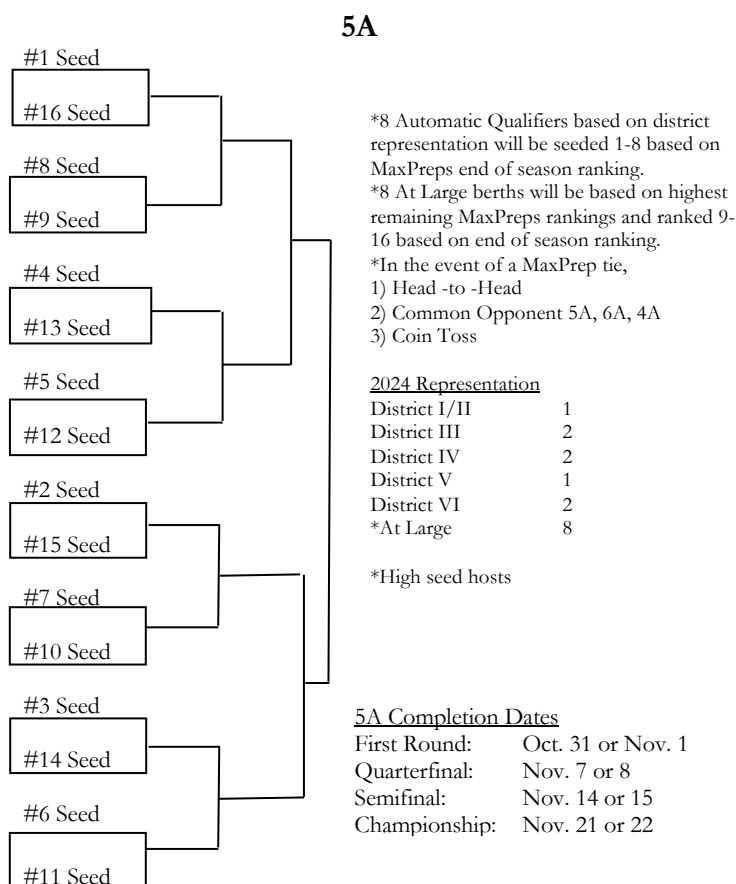 5A
#1 Seed
#16 Seed
#8 Seed
#9 Seed
#4 Seed
#13 Seed
#5 Seed
#12 Seed
#2 Seed
#15 Seed
#7 Seed
#10 Seed
#3 Seed
#14 Seed
#6 Seed
#11 Seed
*8 Automatic Qualifiers based on district
representation will be seeded 1-8 based on
MaxPreps end of season ranking.
*8 At Large berths will be based on highest
remaining MaxPreps rankings and ranked 9-
16 based on end of season ranking.
*In the event of a MaxPrep tie,
1) Head -to -Head
2) Common Opponent 5A, 6A, 4A
3) Coin Toss
2024 Representation
District I/II 1
District III 2
District IV 2
District V 1
District VI 2
*At Large 8
*High seed hosts
5A Completion Dates
First Round: Oct. 31 or Nov. 1
Quarterfinal: Nov. 7 or 8
Semifinal: Nov. 14 or 15
Championship: Nov. 21 or 22